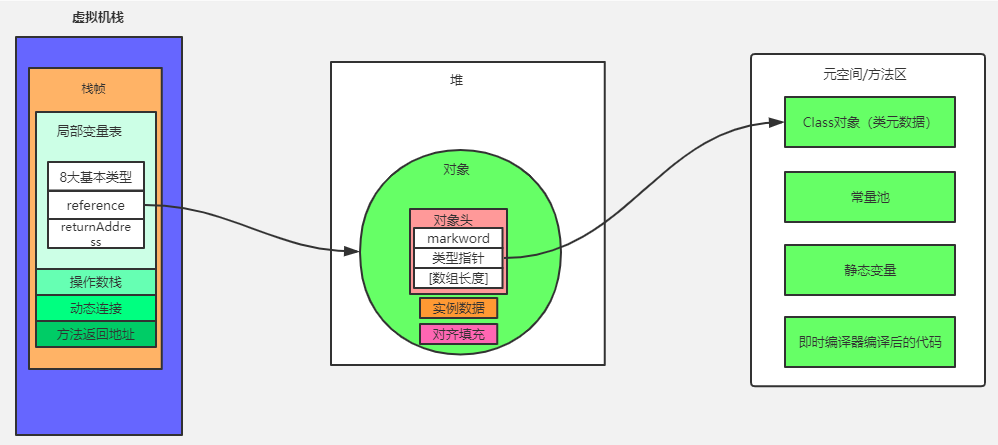 虚拟机栈
栈帧
局部变量表
8大基本类型
reference
returnAddre
ss
操作数栈
动态连接
方法返回地址
堆
对象
对象头
markword
类型指针
[数组长度]
实例数据
对齐填充
元空间/方法区
Class对象（类元数据）
常量池
静态变量
即时编译器编译后的代码